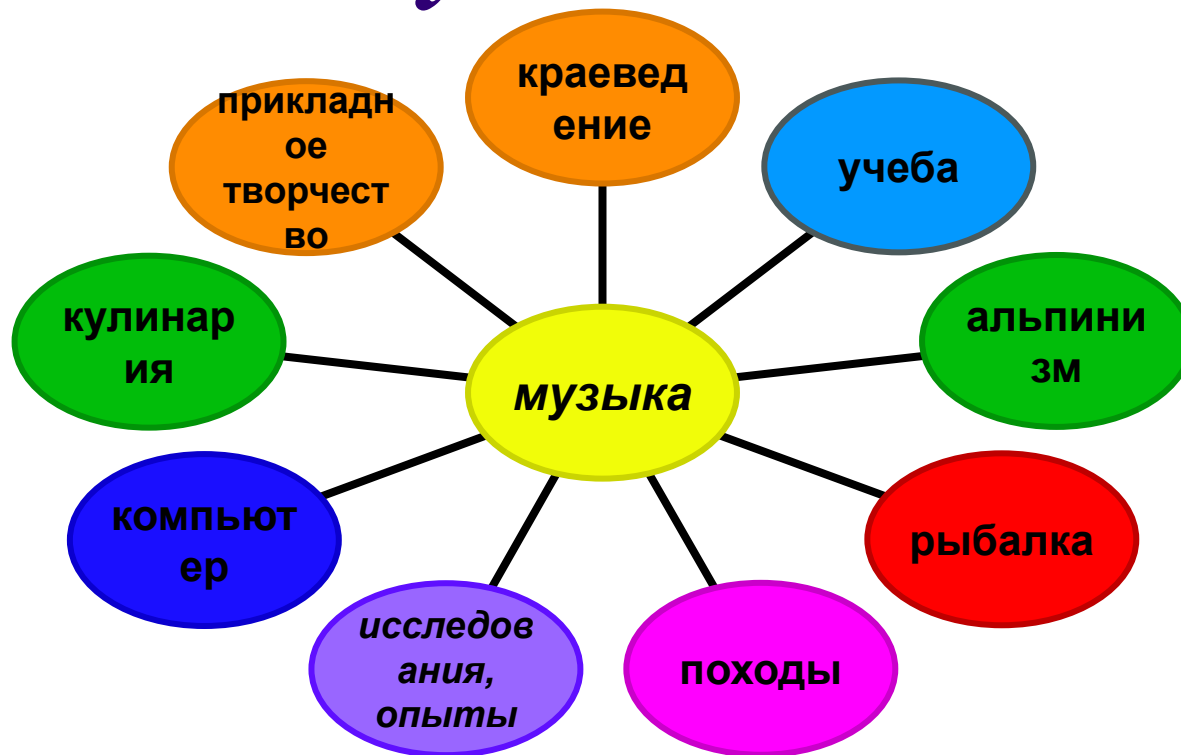 краевед
ение
прикладн
ое
творчест
во
учеба
кулинар
ия
альпини
зм
музыка
компьют
ер
рыбалка
исследов
ания,
опыты
походы